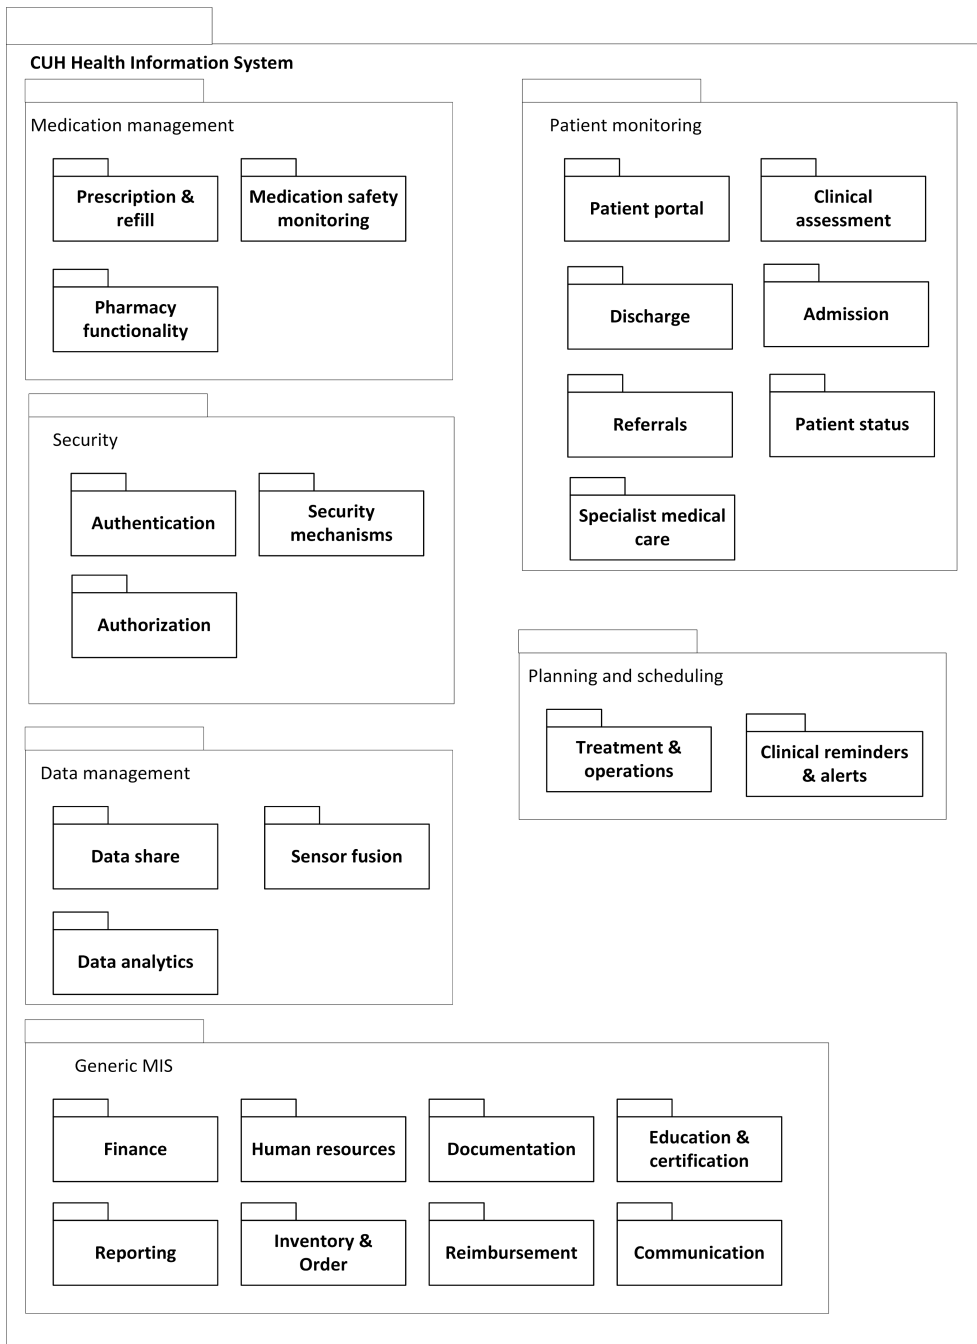 CUH Health Information System
Medication management
Prescription &
refill
Medication safety
monitoring
Pharmacy
functionality
Patient monitoring
Patient portal
Clinical
assessment
Discharge
Admission
Referrals
Patient status
Specialist medical
care
Security
Authentication
Security
mechanisms
Authorization
Planning and scheduling
Treatment &
operations
Clinical reminders
& alerts
Data management
Data share
Sensor fusion
Data analytics
Generic MIS
Finance
Human resources
Documentation
Education &
certification
Reporting
Inventory &
Order
Reimbursement
Communication